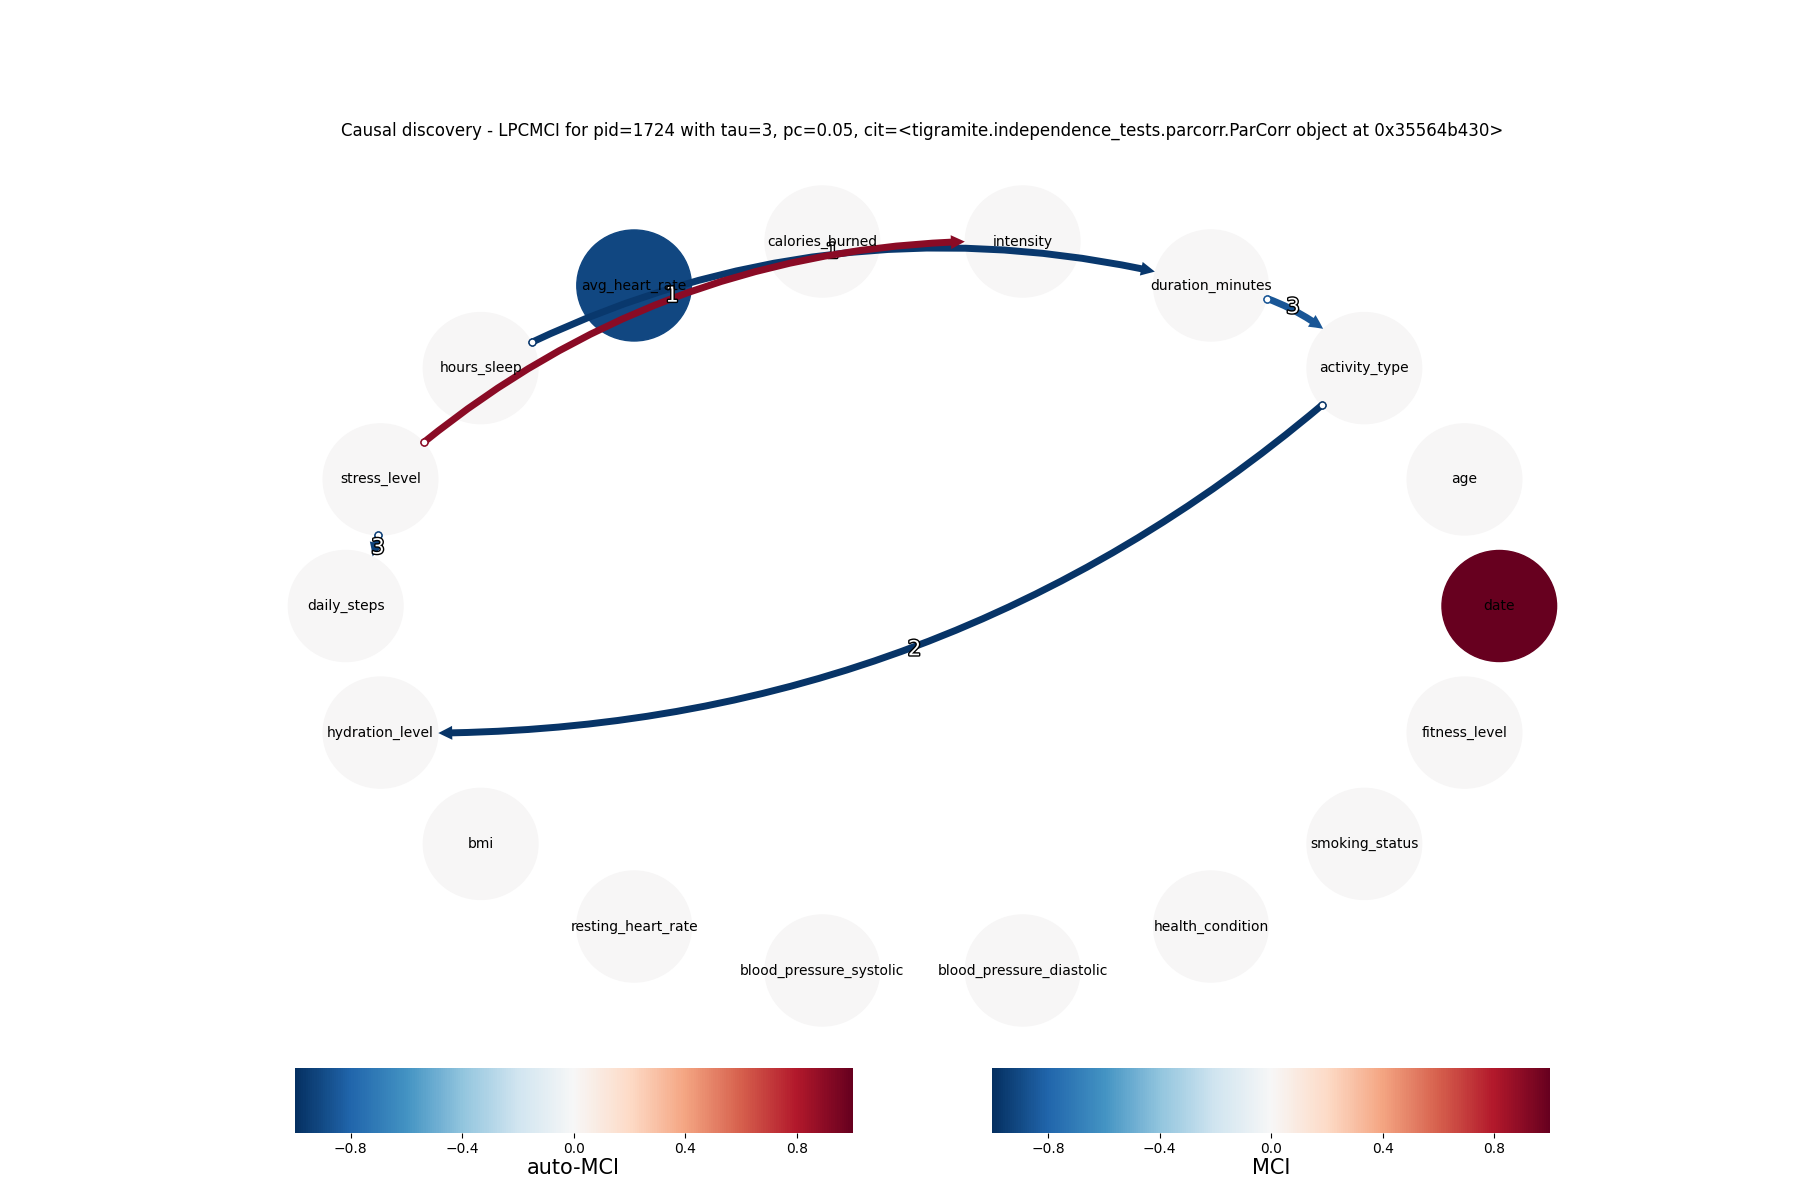 Causal discovery - LPCMCI for pid=1724 with tau=3, pc=0.05, cit=<tigramite.independence_tests.parcorr.ParCorr object at 0x35564b430>
calories_burned
intensity
1
avg_heart_rate
duration_minutes
1
3
hours_sleep
activity_type
stress_level
age
3
daily_steps
date
2
hydration_level
fitness_level
bmi
smoking_status
resting_heart_rate
health_condition
blood_pressure_systolic
blood_pressure_diastolic
−0.8 −0.4 0.0 0.4 0.8
auto-MCI
−0.8 −0.4 0.0 0.4 0.8
MCI